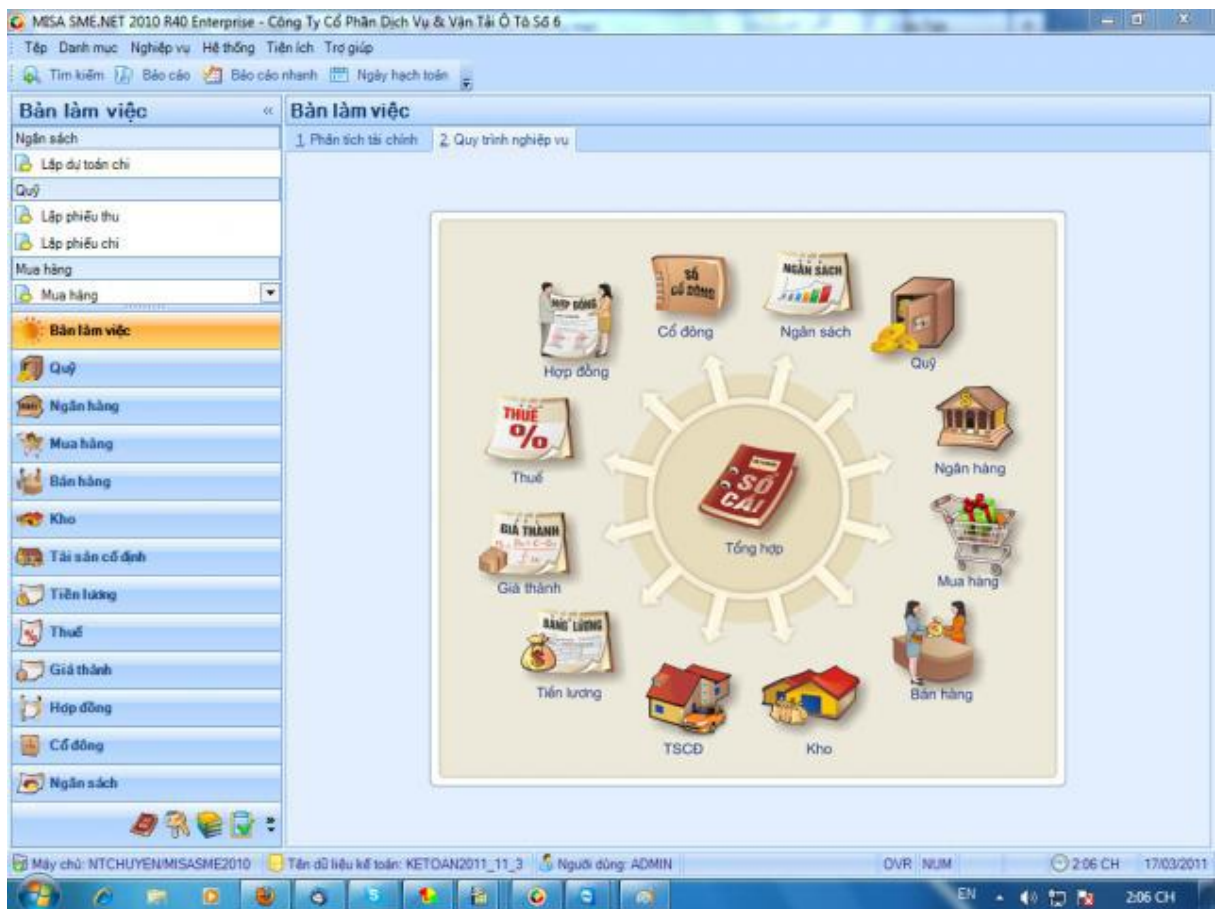 MISA SME.NET 2010 R40 Enterprise - Công Ty Cổ Phần Dịch Vụ & Vận Tải Ô Tô Số 6
Tệp Danh mục Nghiệp vụ Hệ thống Tiện ích Trợ giúp
Tìm kiếm Báo cáo Báo cáo nhanh Ngày hạch toán
Bàn làm việc «
Bàn làm việc
Ngân sách
1. Phân tích tài chính 2. Quy trình nghiệp vụ
Lập dự toán chi
Quỹ
Lập phiếu thu
Lập phiếu chi
Mua hàng
Mua hàng
Bàn làm việc
Quỹ
Ngân hàng
Mua hàng
Bán hàng
Kho
Tài sản cố định
Tiền lương
Thuế
Giá thành
Hợp đồng
Cổ đông
Ngân sách
SỔ CỔ ĐÔNG
Cổ đông
NGÂN SÁCH
Ngân sách
HỢP ĐỒNG
Hợp đồng
Quỹ
THUẾ %
Thuế
Ngân hàng
SỔ CÁI
Tổng hợp
GIÁ THÀNH
Giá thành
Mua hàng
BẢNG LƯƠNG
Tiền lương
Bán hàng
TSCĐ
Kho
Máy chủ: NTCHUYEN/MISASME2010 Tên dữ liệu kế toán: KETOAN2011_11_3 Người dùng: ADMIN OVR NUM 2:06 CH 17/03/2011
EN 2:06 CH